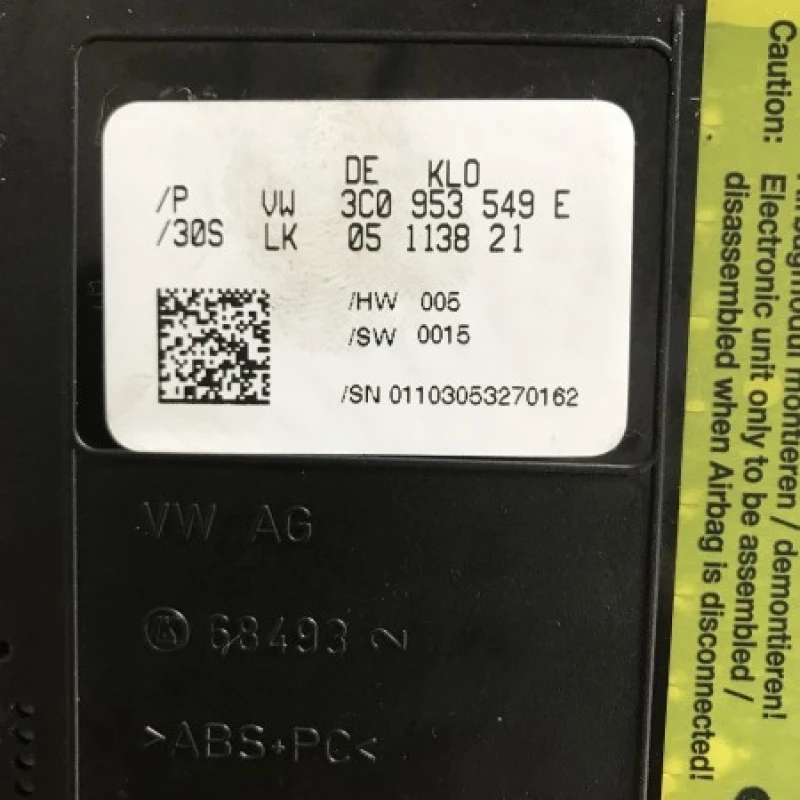 DE KLO
/P VW 3C0 953 549 E
/30S LK 05 1138 21
/HW 005
/SW 0015
/SN 01103053270162
VW AG
68493 2
>ABS+PC<
montieren / demontieren!
Caution: Electronic unit only to be assembled /
disassembled when Airbag is disconnected!